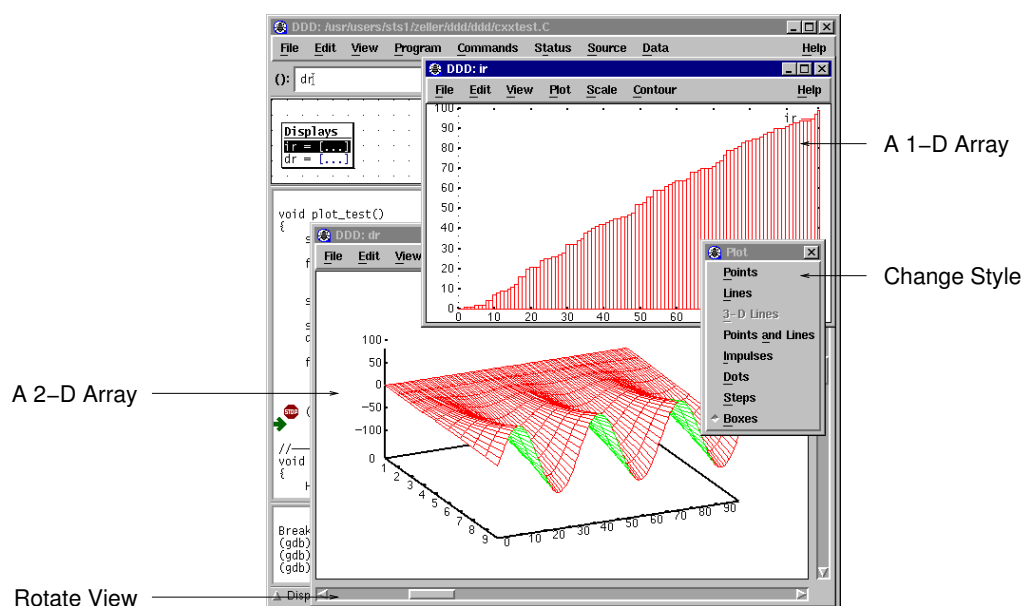 DDD: /usr/users/sts1/zeller/ddd/ddd/cxxtest.C
File Edit View Program Commands Status Source Data Help
(): dr
DDD: ir
File Edit View Plot Scale Contour Help
Displays
ir = [...]
dr = [...]
100
90
80
70
60
50
40
30
20
10
0
0 10 20 30 40 50 60
ir
A 1–D Array
void plot_test()
{
DDD: dr
File Edit View
Plot
Points
Lines
3-D Lines
Points and Lines
Impulses
Dots
Steps
Boxes
Change Style
100
50
0
−50
−100
0
1
2
3
4
5
6
7
8
9
0 10 20 30 40 50 60 70 80 90
A 2–D Array
STOP
(
//
void
{
Break
(gdb)
(gdb)
(gdb)
Disp
Rotate View